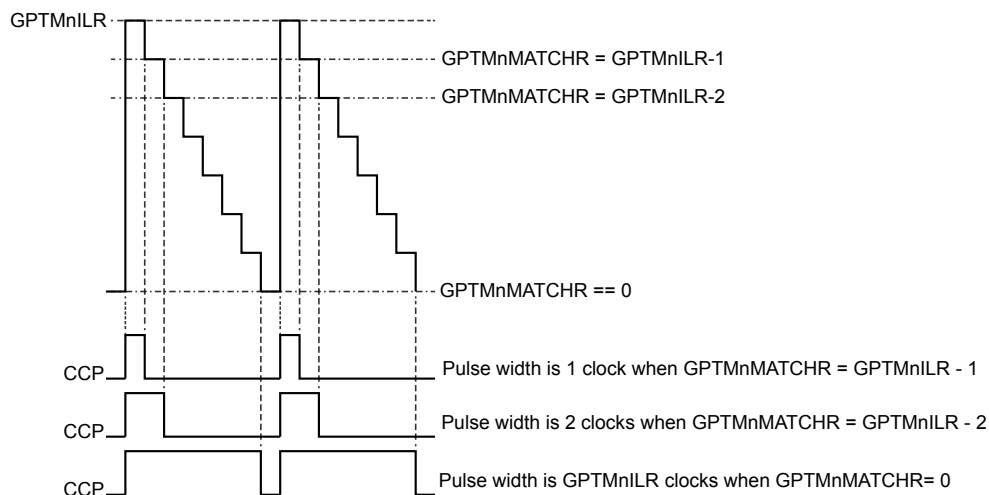 GPTMnILR
GPTMnMATCHR = GPTMnILR-1
GPTMnMATCHR = GPTMnILR-2
GPTMnMATCHR == 0
CCP
Pulse width is 1 clock when GPTMnMATCHR = GPTMnILR - 1
CCP
Pulse width is 2 clocks when GPTMnMATCHR = GPTMnILR - 2
CCP
Pulse width is GPTMnILR clocks when GPTMnMATCHR= 0